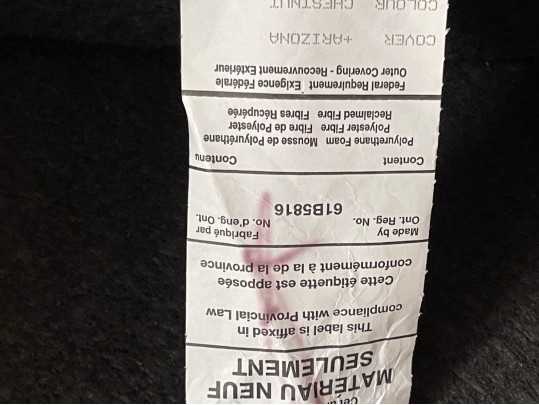 MATÉRIAU NEUF
SEULEMENT
This label is affixed in
compliance with Provincial Law
Cette étiquette est apposée
conformément à la de la province
Made by Fabriqué par
Ont. Reg. No. 61B5816 No. d'eng. Ont.
Content Contenu
Polyurethane Foam Mousse de Polyuréthane
Polyester Fibre Fibre de Polyester
Reclaimed Fibre Fibres Récupérée
Federal Requirement Exigence Fédérale
Outer Covering - Recouvrement Extérieur
COVER +ARIZONA
COLOUR CHESTNUT